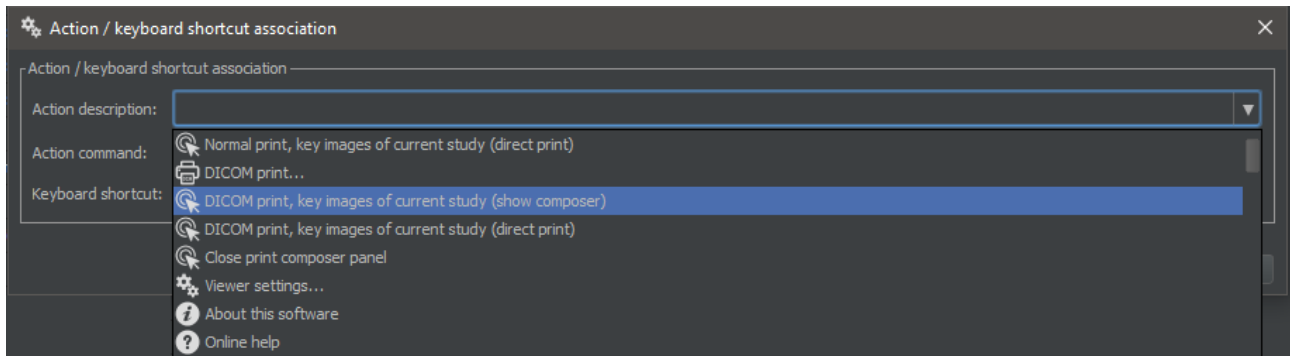 Action / keyboard shortcut association
Action / keyboard shortcut association
Action description:
Action command:
Keyboard shortcut:
Normal print, key images of current study (direct print)
DICOM print...
DICOM print, key images of current study (show composer)
DICOM print, key images of current study (direct print)
Close print composer panel
Viewer settings...
About this software
Online help